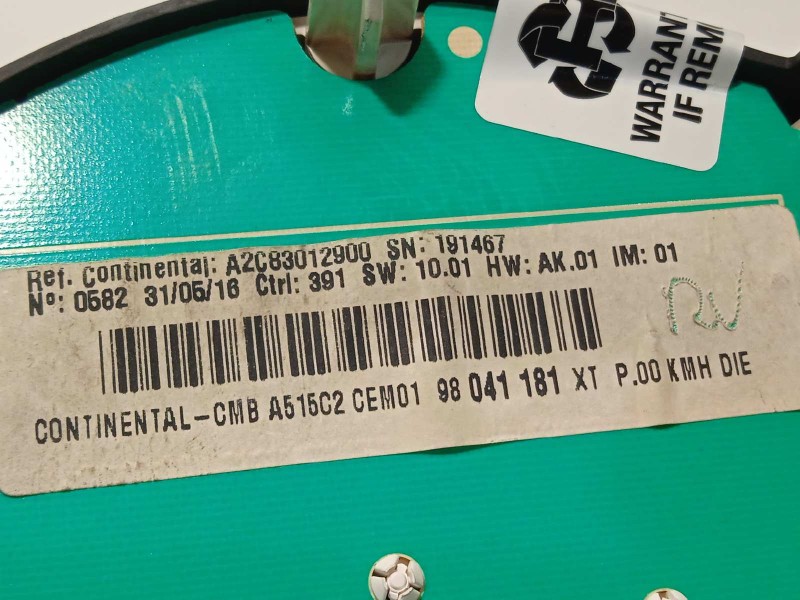 WARRAN
IF REM
Ref. Continental: A2C83012900 SN: 191467
Nº: 0582 31/05/16 Ctrl: 391 SW: 10.01 HW: AK.01 IM: 01
CONTINENTAL-CMB A515C2 CEM01 98 041 181 XT P.00 KMH DIE